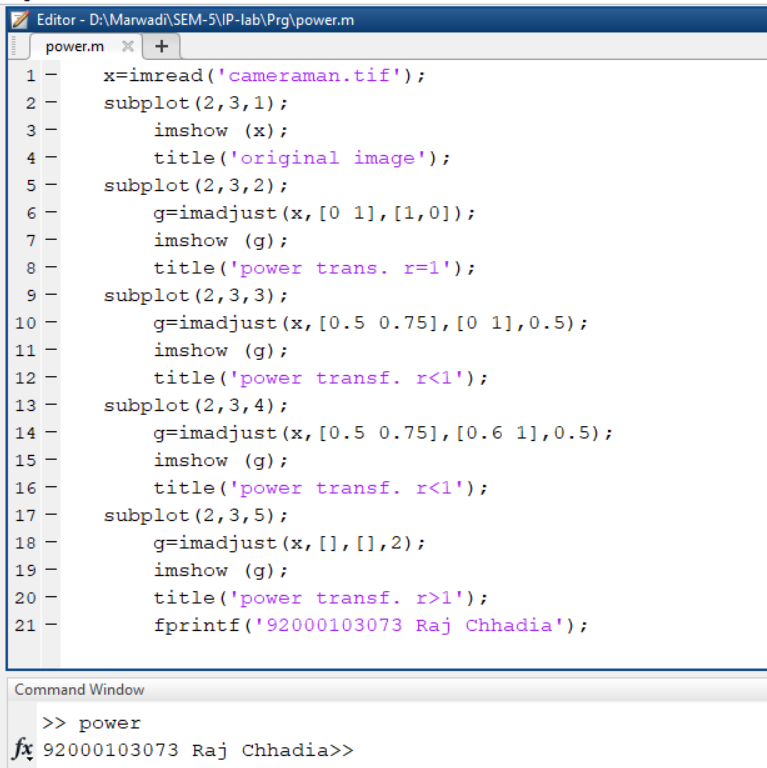 Editor - D:\Marwadi\SEM-5\IP-lab\Prg\power.m
power.m × +
1 − x=imread('cameraman.tif');
2 − subplot(2,3,1);
3 − imshow (x);
4 − title('original image');
5 − subplot(2,3,2);
6 − g=imadjust(x,[0 1],[1,0]);
7 − imshow (g);
8 − title('power trans. r=1');
9 − subplot(2,3,3);
10 − g=imadjust(x,[0.5 0.75],[0 1],0.5);
11 − imshow (g);
12 − title('power transf. r<1');
13 − subplot(2,3,4);
14 − g=imadjust(x,[0.5 0.75],[0.6 1],0.5);
15 − imshow (g);
16 − title('power transf. r<1');
17 − subplot(2,3,5);
18 − g=imadjust(x,[],[],2);
19 − imshow (g);
20 − title('power transf. r>1');
21 − fprintf('92000103073 Raj Chhadia');
Command Window
>> power
fx 92000103073 Raj Chhadia>>